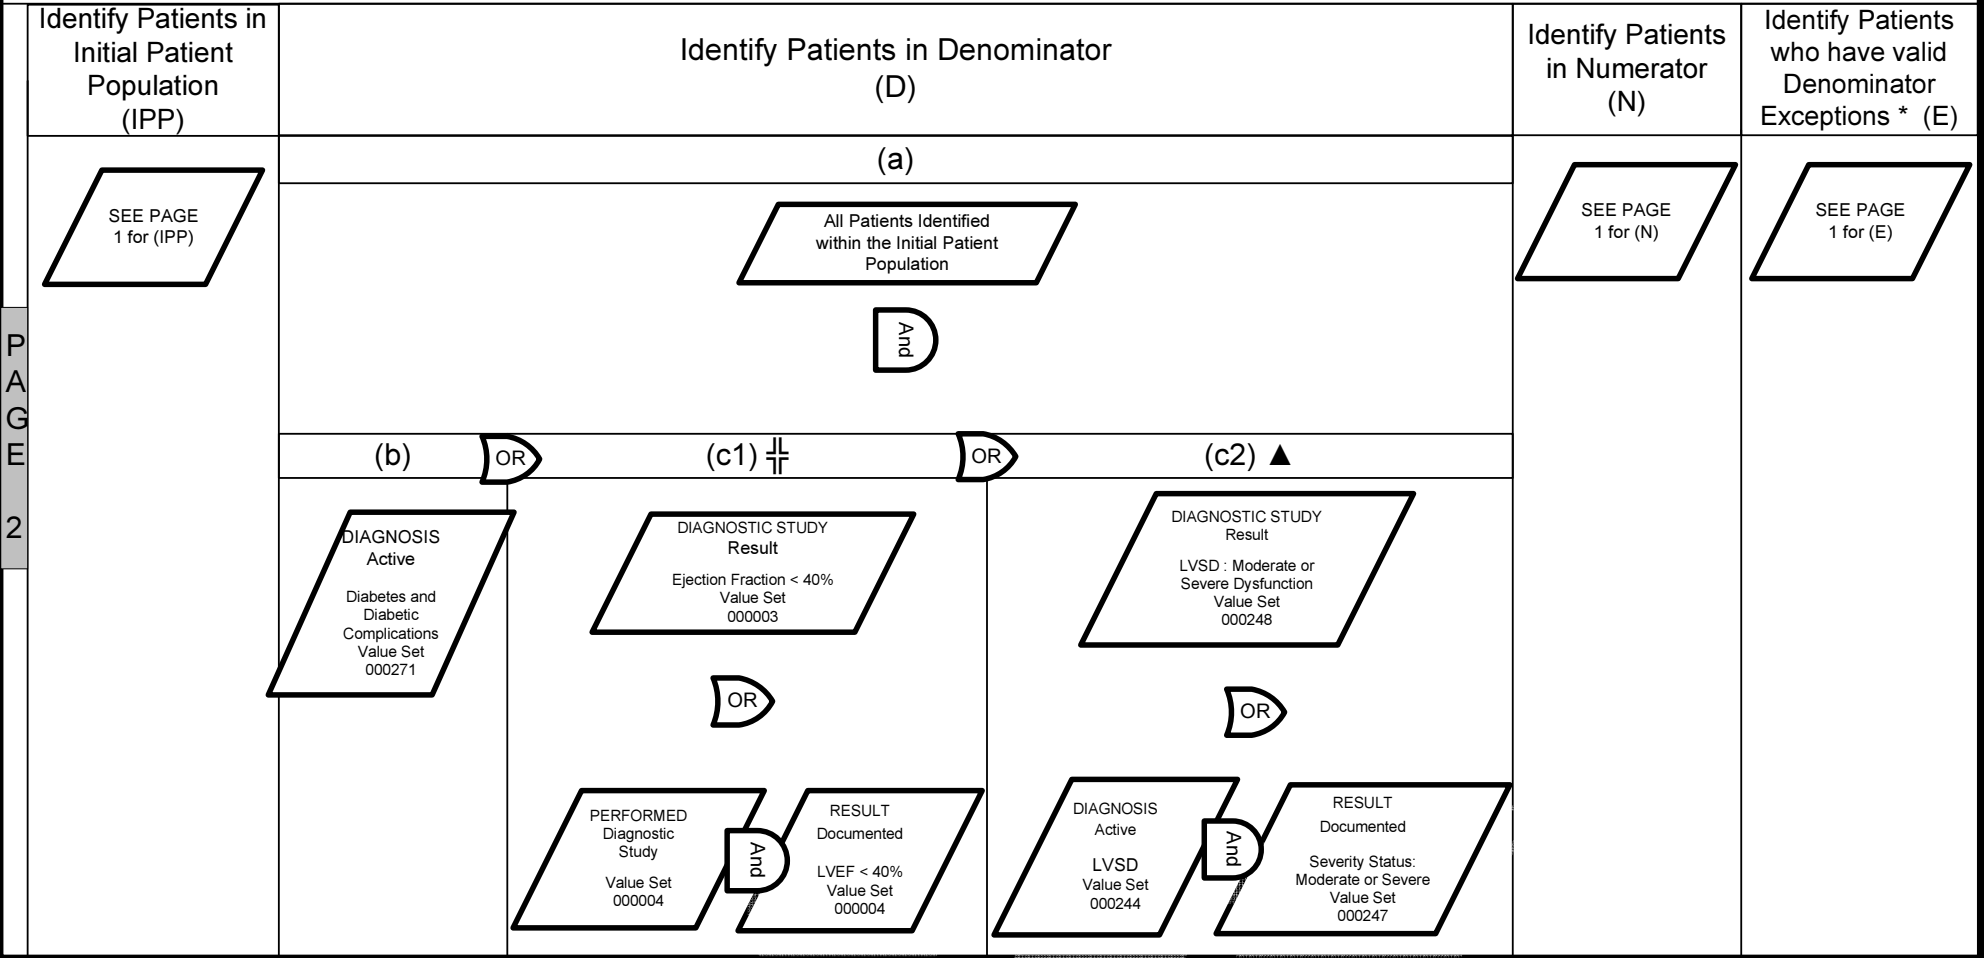 Identify Patients in
Initial Patient
Population
(IPP)
Identify Patients in Denominator
(D)
Identify Patients
in Numerator
(N)
Identify Patients
who have valid
Denominator
Exceptions * (E)
P
A
G
E
2
SEE PAGE
1 for (IPP)
(a)
All Patients Identified
within the Initial Patient
Population
And
SEE PAGE
1 for (N)
SEE PAGE
1 for (E)
(b)
OR
(c1) ╬
OR
(c2) ▲
DIAGNOSIS
Active
Diabetes and
Diabetic
Complications
Value Set
000271
DIAGNOSTIC STUDY
Result
Ejection Fraction < 40%
Value Set
000003
OR
PERFORMED
Diagnostic
Study
Value Set
000004
And
RESULT
Documented
LVEF < 40%
Value Set
000004
DIAGNOSTIC STUDY
Result
LVSD : Moderate or
Severe Dysfunction
Value Set
000248
OR
DIAGNOSIS
Active
LVSD
Value Set
000244
And
RESULT
Documented
Severity Status:
Moderate or Severe
Value Set
000247